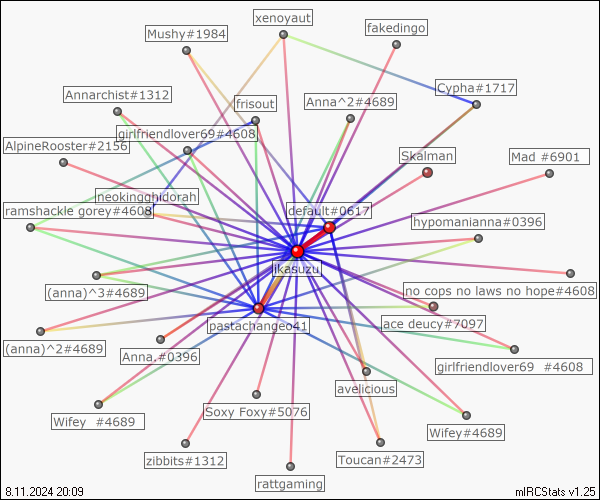 xenoyaut
fakedingo
Mushy#1984
Cypha#1717
Annarchist#1312
frisout
Anna^2#4689
girlfriendlover69#4608
AlpineRooster#2156
Skalman
Mad #6901
neokingghidorah
ramshackle gorey#4608
default#0617
hypomanianna#0396
ikasuzu
(anna)^3#4689
no cops no laws no hope#4608
pastachangeo41
ace deucy#7097
(anna)^2#4689
Anna.#0396
girlfriendlover69 #4608
avelicious
Soxy Foxy#5076
Wifey #4689
Wifey#4689
zibbits#1312
Toucan#2473
rattgaming
8.11.2024 20:09
mIRCStats v1.25